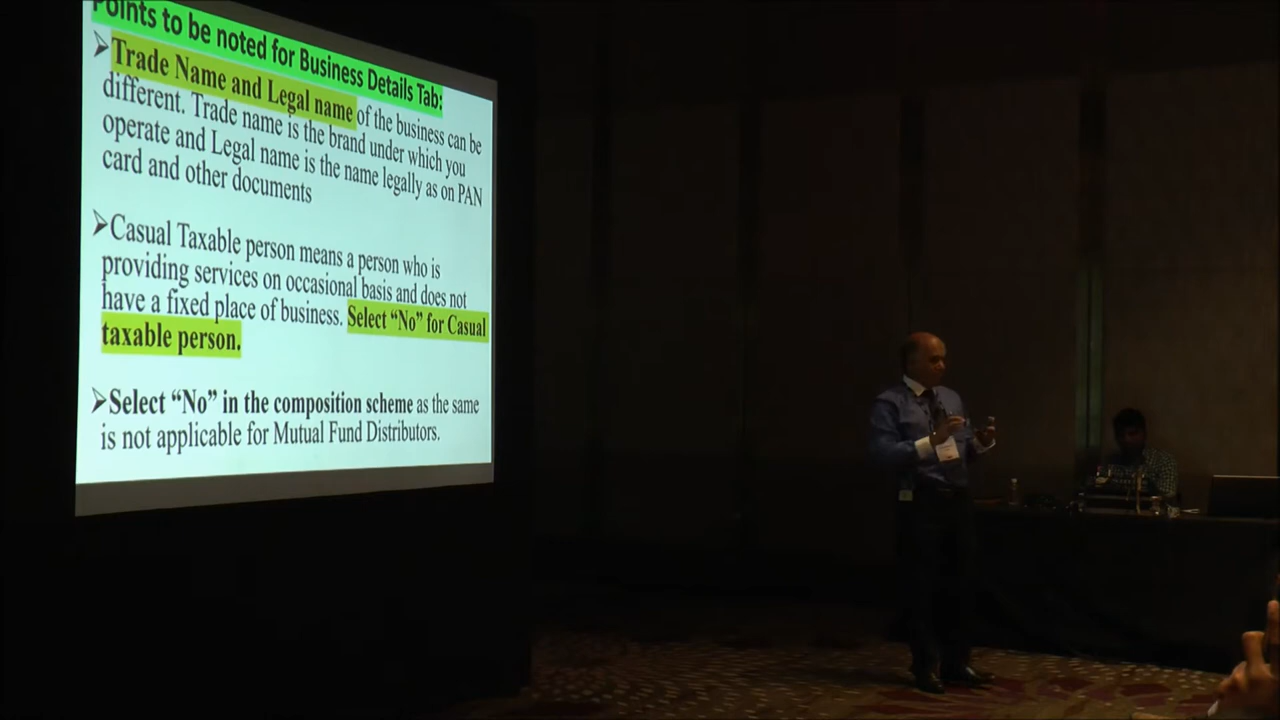 Points to be noted for Business Details Tab:
➢Trade Name and Legal name of the business can be
different. Trade name is the brand under which you
operate and Legal name is the name legally as on PAN
card and other documents
➢Casual Taxable person means a person who is
providing services on occasional basis and does not
have a fixed place of business. Select “No” for Casual
taxable person.
➢Select “No” in the composition scheme as the same
is not applicable for Mutual Fund Distributors.